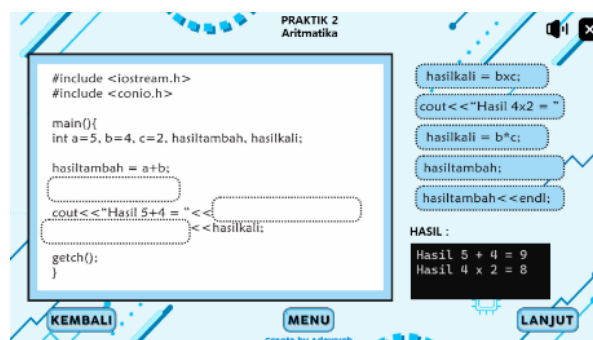 PRAKTIK 2
Aritmatika
#include <iostream.h>
#include <conio.h>
main(){
int a=5, b=4, c=2, hasiltambah, hasilkali;
hasiltambah = a+b;
cout<<“Hasil 5+4 = ”<<
<<hasilkali;
getch();
}
hasilkali = bxc;
cout<<“Hasil 4x2 = ”
hasilkali = b*c;
hasiltambah;
hasiltambah<<endl;
HASIL :
Hasil 5 + 4 = 9
Hasil 4 x 2 = 8
KEMBALI
MENU
LANJUT